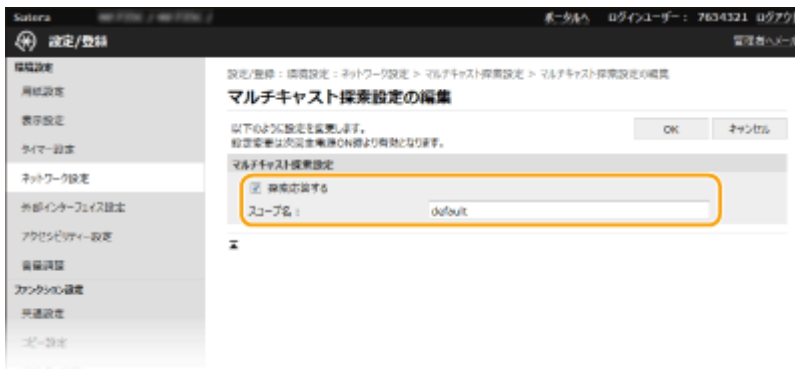 Satera
ポータルへ ログインユーザー： 7654321 ログアウト
設定/登録
管理者へメール
環境設定
用紙設定
表示設定
タイマー設定
ネットワーク設定
外部インターフェイス設定
アクセシビリティー設定
音量調整
ファンクション設定
共通設定
コピー設定
設定/登録 : 環境設定 : ネットワーク設定 > マルチキャスト探索設定 > マルチキャスト探索設定の編集
マルチキャスト探索設定の編集
以下のように設定を変更します。
設定変更は次回主電源ON時より有効となります。
OK キャンセル
マルチキャスト探索設定
探索応答する
スコープ名 : default